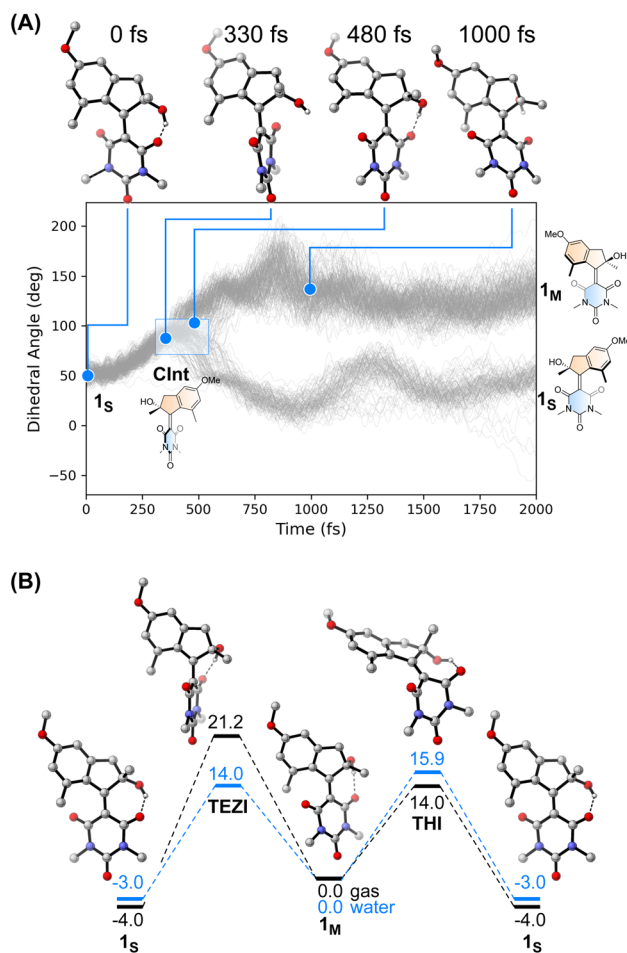 (A)
0 fs 330 fs 480 fs 1000 fs
200
150
100
50
0
−50
Dihedral Angle (deg)
0 250 500 750 1000 1250 1500 1750 2000
Time (fs)
1S
CInt
OMe
HO
O
O
N
N
O
1M
MeO
OH
O
O
N
N
O
1S
OMe
HO
O
O
N
N
O
(B)
21.2
14.0
TEZI
15.9
14.0
THI
-3.0
-4.0
1S
0.0 gas
0.0 water
1M
-3.0
-4.0
1S